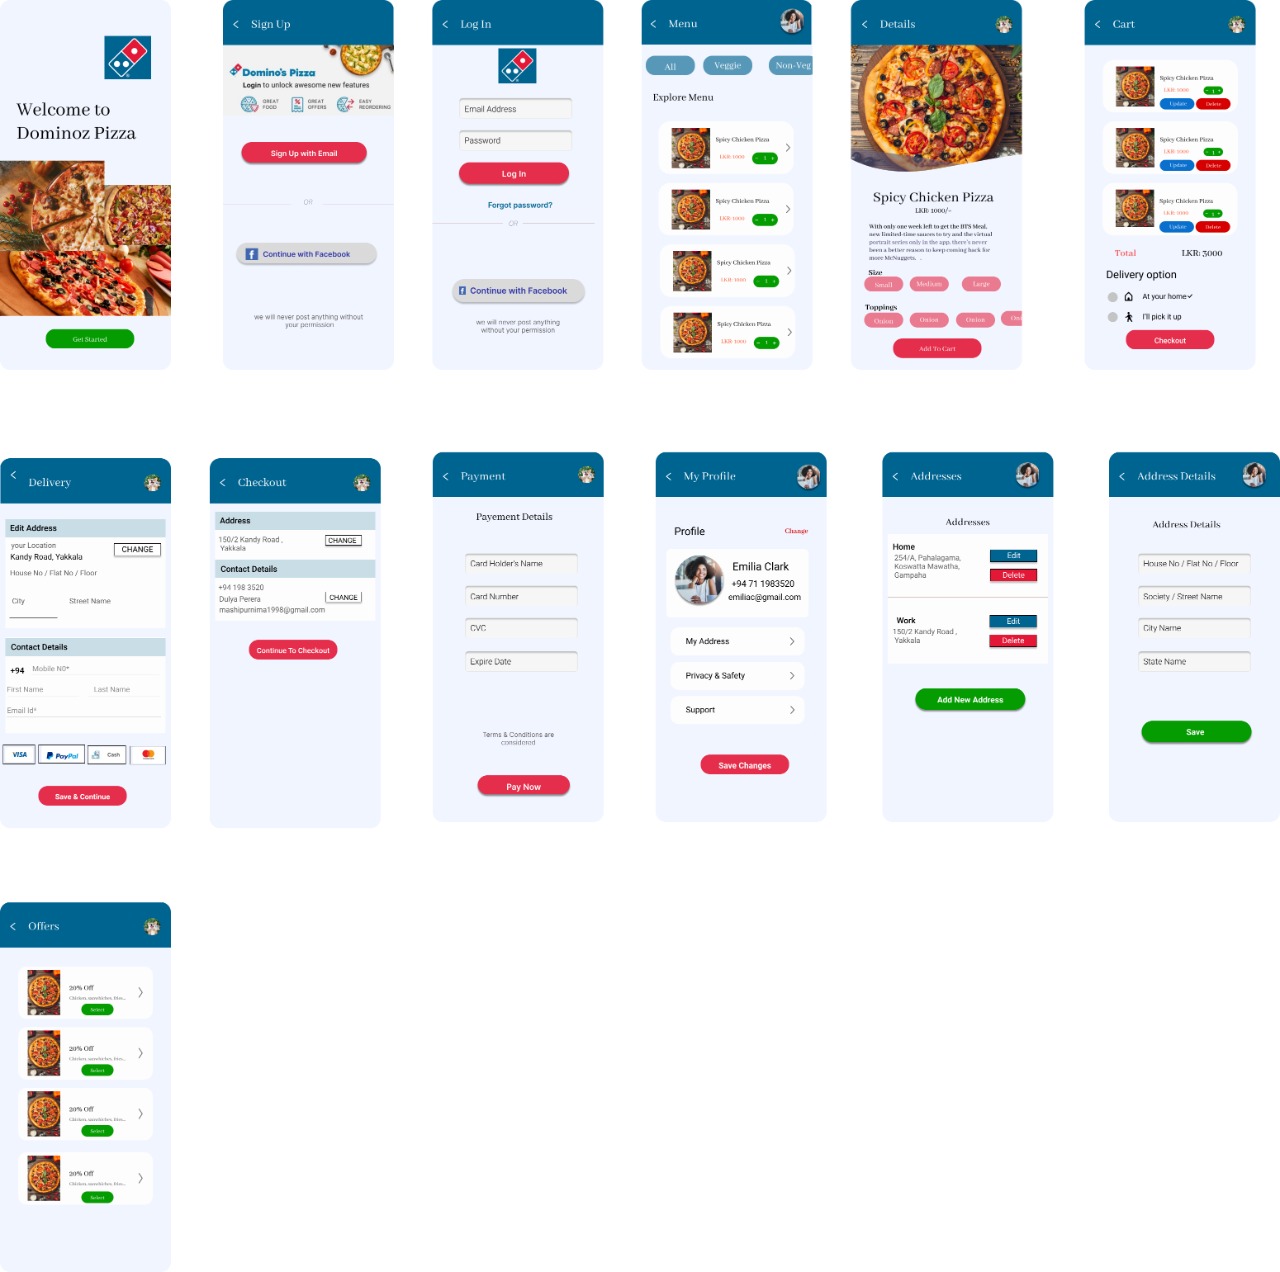 Welcome to
Dominoz Pizza
Get Started
Sign Up
Domino's Pizza
Login to unlock awesome new features
GREAT
FOOD
GREAT
OFFERS
EASY
REORDERING
Sign Up with Email
OR
Continue with Facebook
we will never post anything without
your permission
Log In
Email Address
Password
Log In
Forgot password?
OR
Continue with Facebook
we will never post anything
without your permission
Menu
All
Veggie
Non-Veg
Explore Menu
Spicy Chicken Pizza
LKR 1000
- 1 +
Spicy Chicken Pizza
LKR 1000
- 1 +
Spicy Chicken Pizza
LKR 1000
- 1 +
Spicy Chicken Pizza
LKR 1000
- 1 +
Details
Spicy Chicken Pizza
LKR 1000/-
With only one week left to get the BTS Meal,
new limited-time sauces to try and the virtual
portrait series only in the app, there's never
been a better reason to keeping coming back for
more McNuggets. .
Size
Small
Medium
Large
Toppings
Onion
Onion
Onion
Add To Cart
Cart
Spicy Chicken Pizza
LKR 1000
- 1 +
Update
Delete
Spicy Chicken Pizza
LKR 1000
- 1 +
Update
Delete
Spicy Chicken Pizza
LKR 1000
- 1 +
Update
Delete
Total
LKR: 3000
Delivery option
At your home
I'll pick it up
Checkout
Delivery
Edit Address
your Location
Kandy Road, Yakkala
CHANGE
House No / Flat No / Floor
City
Street Name
Contact Details
+94
Mobile N0*
First Name
Last Name
Email Id*
VISA
PayPal
Cash
Save & Continue
Checkout
Address
150/2 Kandy Road ,
Yakkala
CHANGE
Contact Details
+94 198 3520
Dulya Perera
mashipurnima1998@gmail.com
CHANGE
Continue To Checkout
Payment
Payement Details
Card Holder's Name
Card Number
CVC
Expire Date
Terms & Conditions are
considered
Pay Now
My Profile
Profile
Change
Emilia Clark
+94 71 1983520
emiliac@gmail.com
My Address
Privacy & Safety
Support
Save Changes
Addresses
Addresses
Home
254/A, Pahalagama,
Koswatta Mawatha,
Gampaha
Edit
Delete
Work
150/2 Kandy Road ,
Yakkala
Edit
Delete
Add New Address
Address Details
Address Details
House No / Flat No / Floor
Society / Street Name
City Name
State Name
Save
Offers
20% Off
Chicken, sandwiches, fries...
Select
20% Off
Chicken, sandwiches, fries...
Select
20% Off
Chicken, sandwiches, fries...
Select
20% Off
Chicken, sandwiches, fries...
Select